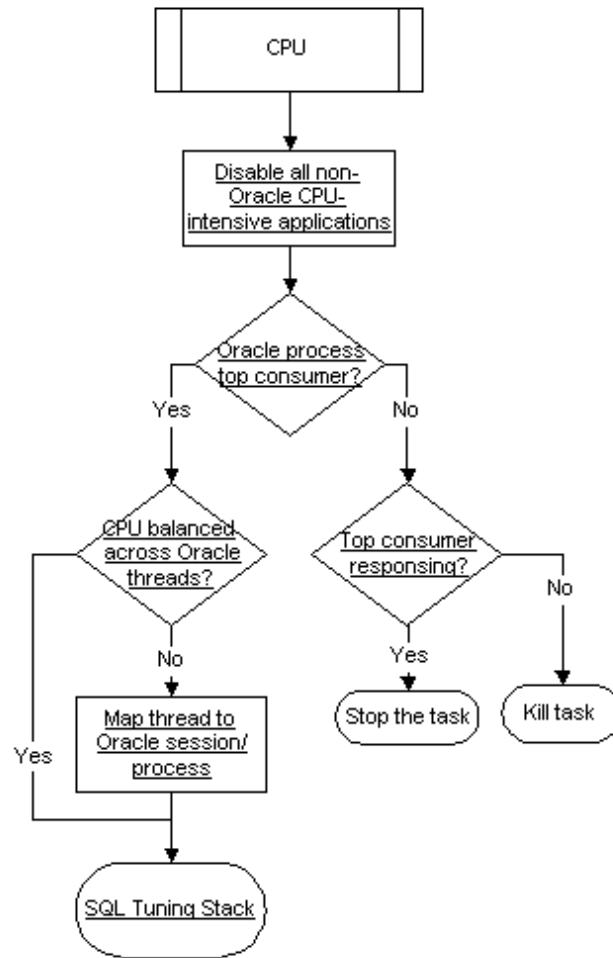 CPU
Disable all non-
Oracle CPU-
intensive applications
Oracle process
top consumer?
Yes
No
CPU balanced
across Oracle
threads?
Top consumer
responsing?
No
Yes
No
Map thread to
Oracle session/
process
Stop the task
Kill task
Yes
SQL Tuning Stack